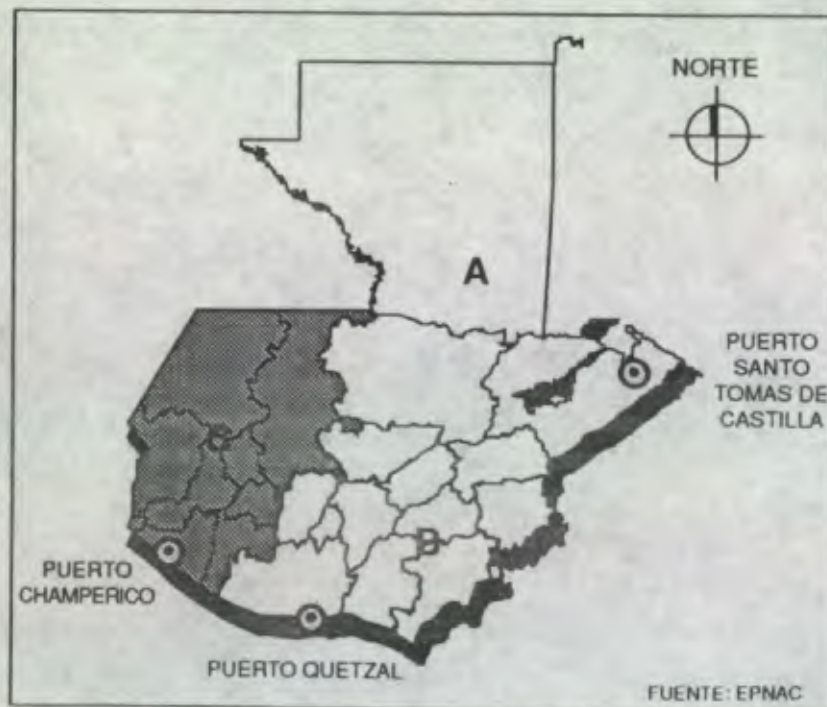 NORTE
A
PUERTO
SANTO
TOMAS DE
CASTILLA
C
B
PUERTO
CHAMPERICO
PUERTO QUETZAL
FUENTE: EPNAC